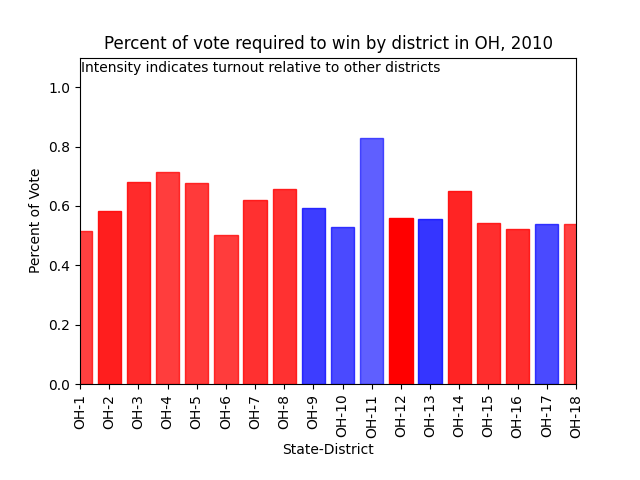 Percent of vote required to win by district in OH, 2010
Intensity indicates turnout relative to other districts
1.0
0.8
0.6
0.4
0.2
0.0
Percent of Vote
OH-1
OH-2
OH-3
OH-4
OH-5
OH-6
OH-7
OH-8
OH-9
OH-10
OH-11
OH-12
OH-13
OH-14
OH-15
OH-16
OH-17
OH-18
State-District